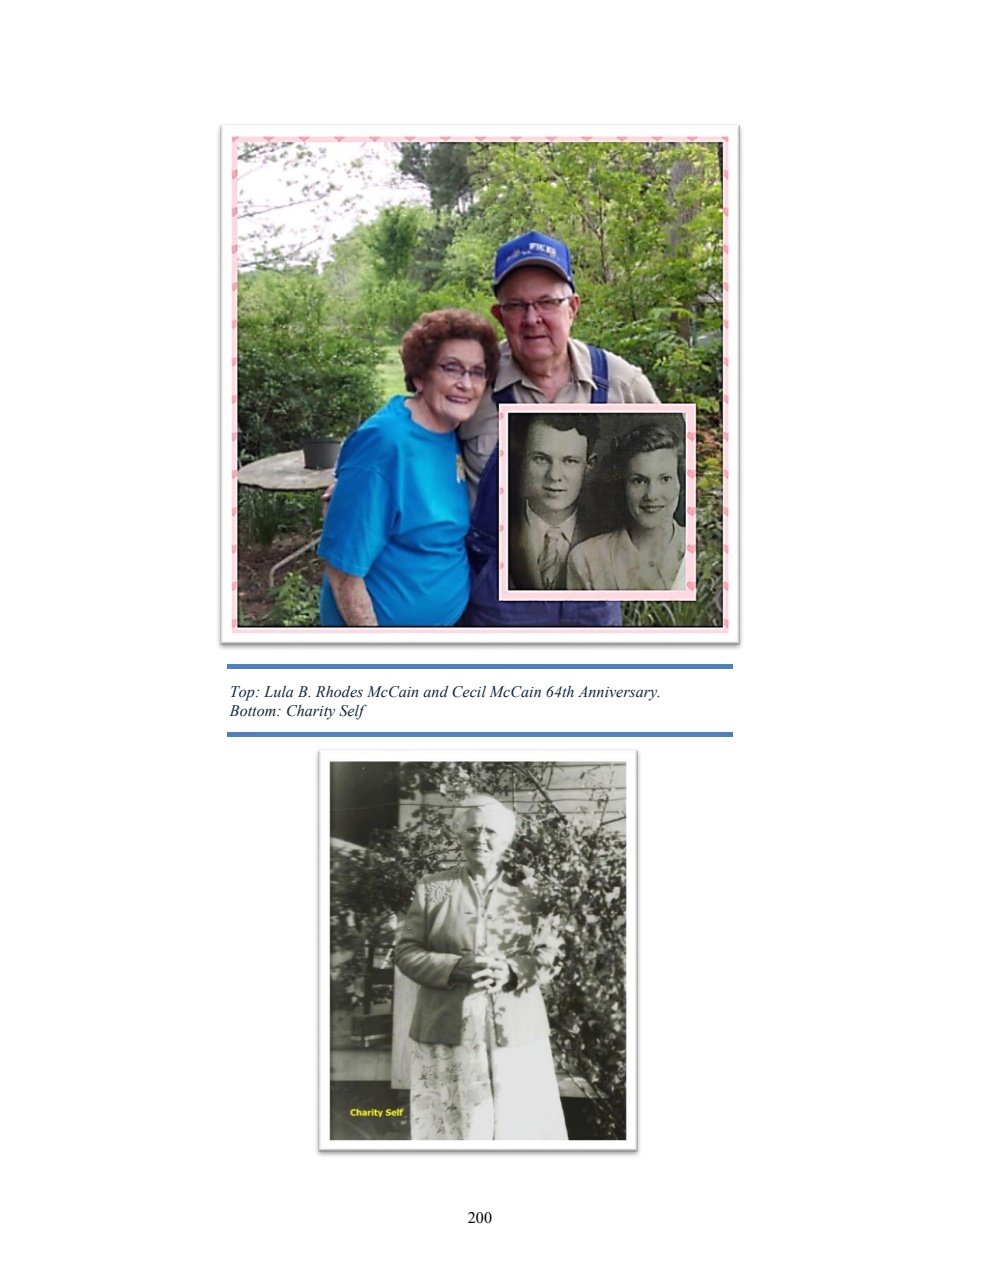 Top: Lula B. Rhodes McCain and Cecil McCain 64th Anniversary.
Bottom: Charity Self
Charity Self
200